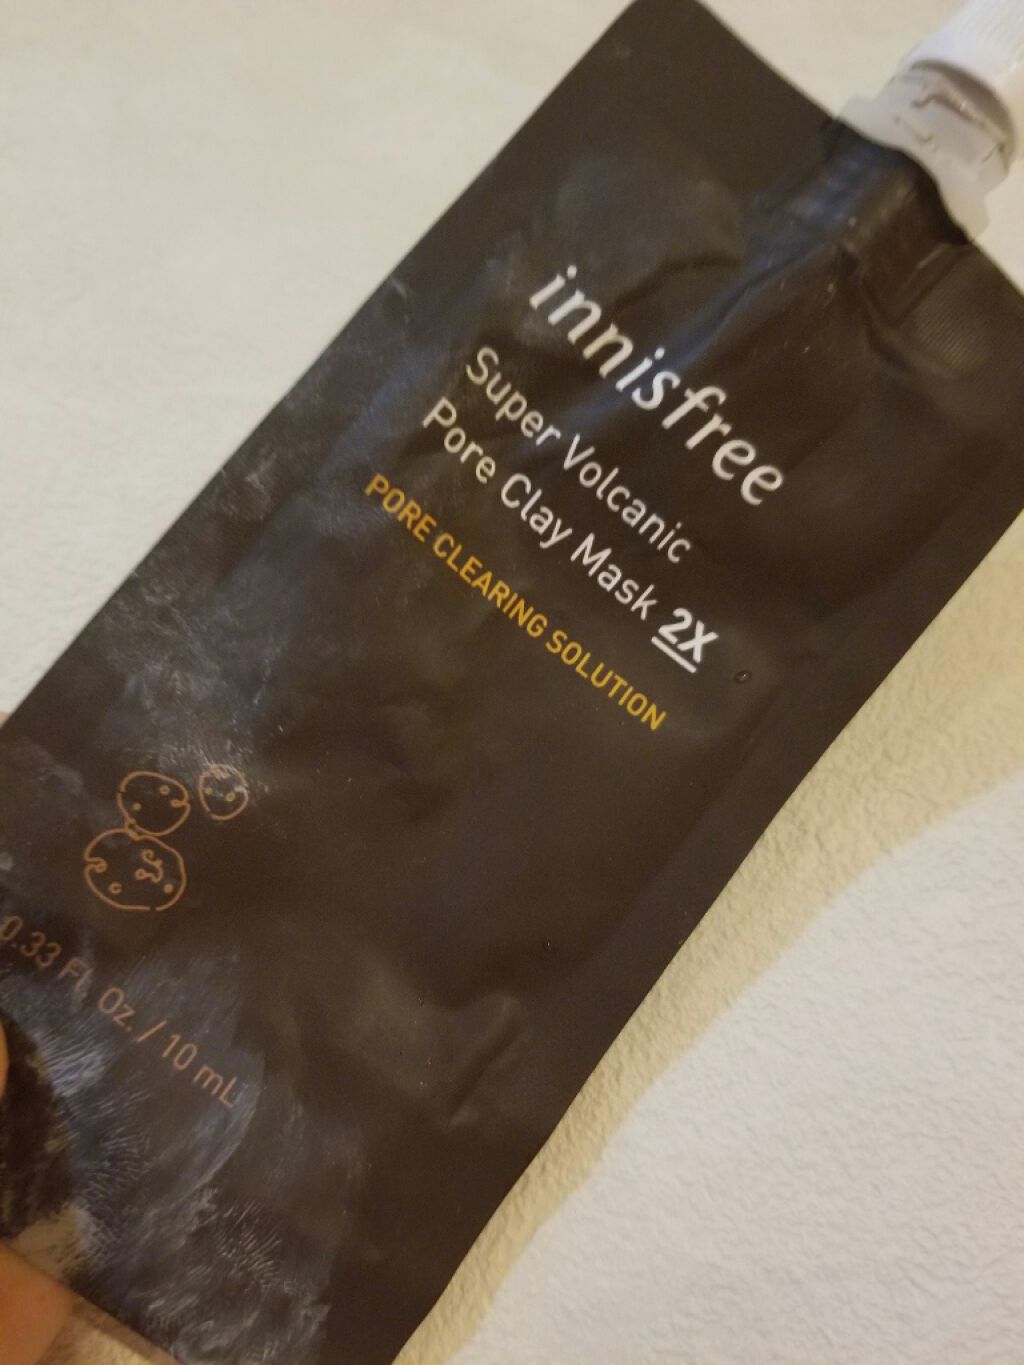 innisfree
Super Volcanic
Pore Clay Mask 2X
PORE CLEARING SOLUTION
0.33 Fl. Oz. / 10 mL